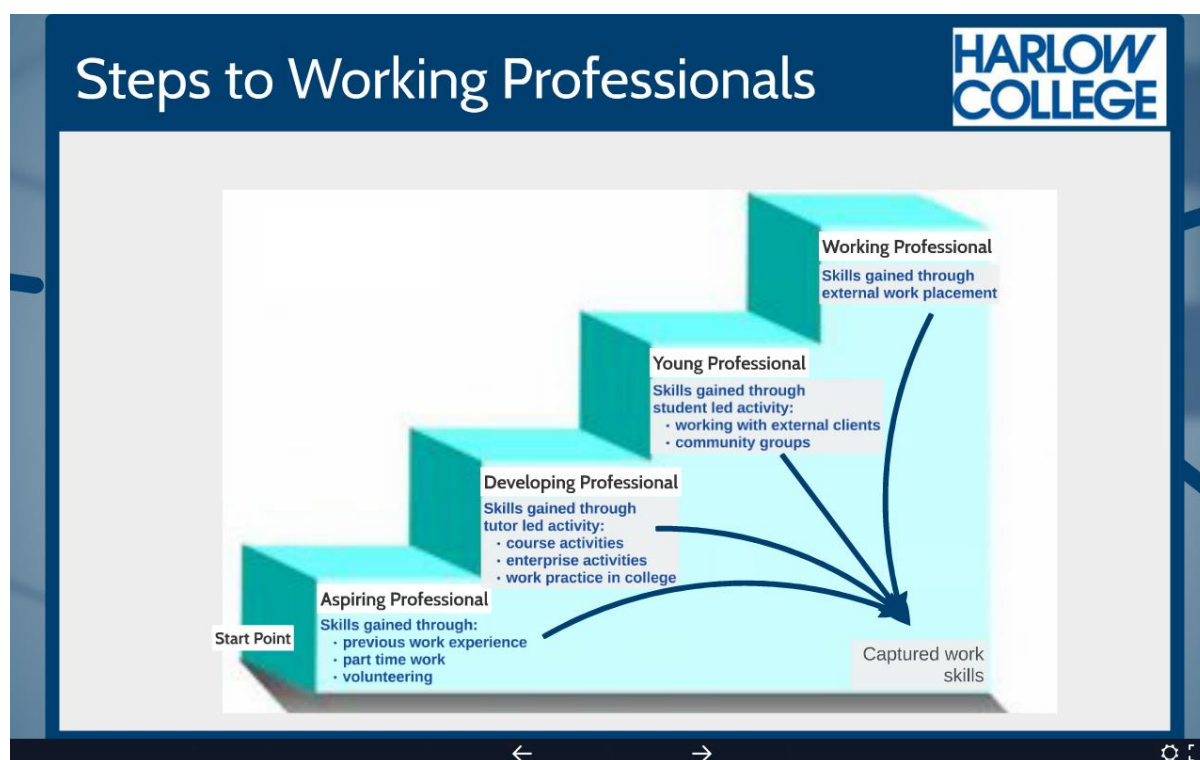 Steps to Working Professionals
HARLOW
COLLEGE
Working Professional
Skills gained through
external work placement
Young Professional
Skills gained through
student led activity:
· working with external clients
· community groups
Developing Professional
Skills gained through
tutor led activity:
· course activities
· enterprise activities
· work practice in college
Aspiring Professional
Skills gained through:
· previous work experience
· part time work
· volunteering
Start Point
Captured work
skills